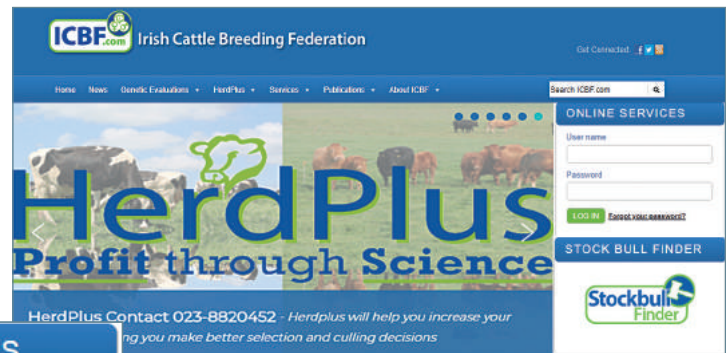 ICBF.com Irish Cattle Breeding Federation
Get Connected
Home News Genetic Evaluations HerdPlus Services Publications About ICBF
Search ICBF.com
HerdPlus
Profit through Science
HerdPlus Contact 023-8820452 - Herdplus will help you increase your
ng you make better selection and culling decisions
ONLINE SERVICES
User name
Password
LOG IN Forgot your password?
STOCK BULL FINDER
Stockbull
Finder
S